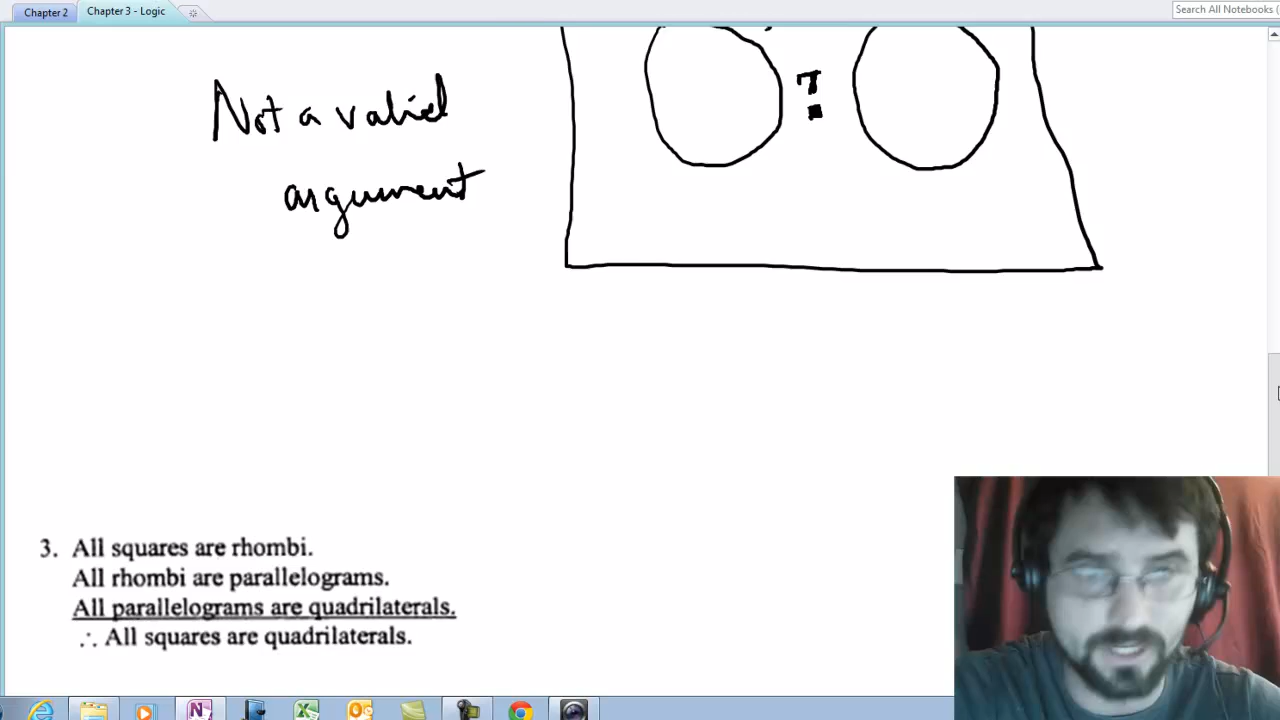 Chapter 2
Chapter 3 - Logic
Search All Notebooks (
?
Not a valid
argument
3. All squares are rhombi.
All rhombi are parallelograms.
All parallelograms are quadrilaterals.
∴ All squares are quadrilaterals.